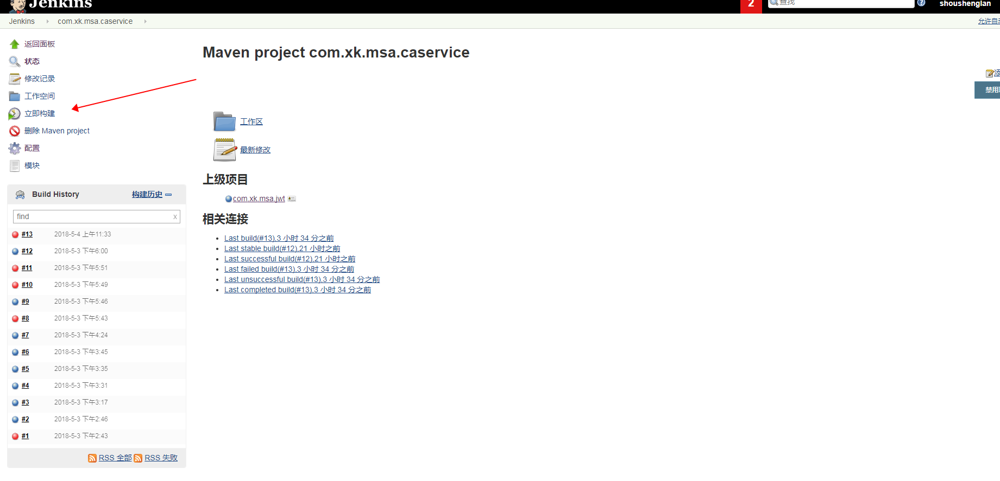 Jenkins
2
查找
shoushenglan
Jenkins
com.xk.msa.caservice
允许自
返回面板
状态
修改记录
工作空间
立即构建
删除 Maven project
配置
模块
Maven project com.xk.msa.caservice
添
禁用
工作区
最新修改
上级项目
com.xk.msa.jwt
相关连接
Last build(#13),3 小时 34 分之前
Last stable build(#12),21 小时之前
Last successful build(#12),21 小时之前
Last failed build(#13),3 小时 34 分之前
Last unsuccessful build(#13),3 小时 34 分之前
Last completed build(#13),3 小时 34 分之前
Build History 构建历史
find x
#13 2018-5-4 上午11:33
#12 2018-5-3 下午6:00
#11 2018-5-3 下午5:51
#10 2018-5-3 下午5:49
#9 2018-5-3 下午5:46
#8 2018-5-3 下午5:43
#7 2018-5-3 下午4:24
#6 2018-5-3 下午3:45
#5 2018-5-3 下午3:35
#4 2018-5-3 下午3:31
#3 2018-5-3 下午3:17
#2 2018-5-3 下午2:46
#1 2018-5-3 下午2:43
RSS 全部 RSS 失败